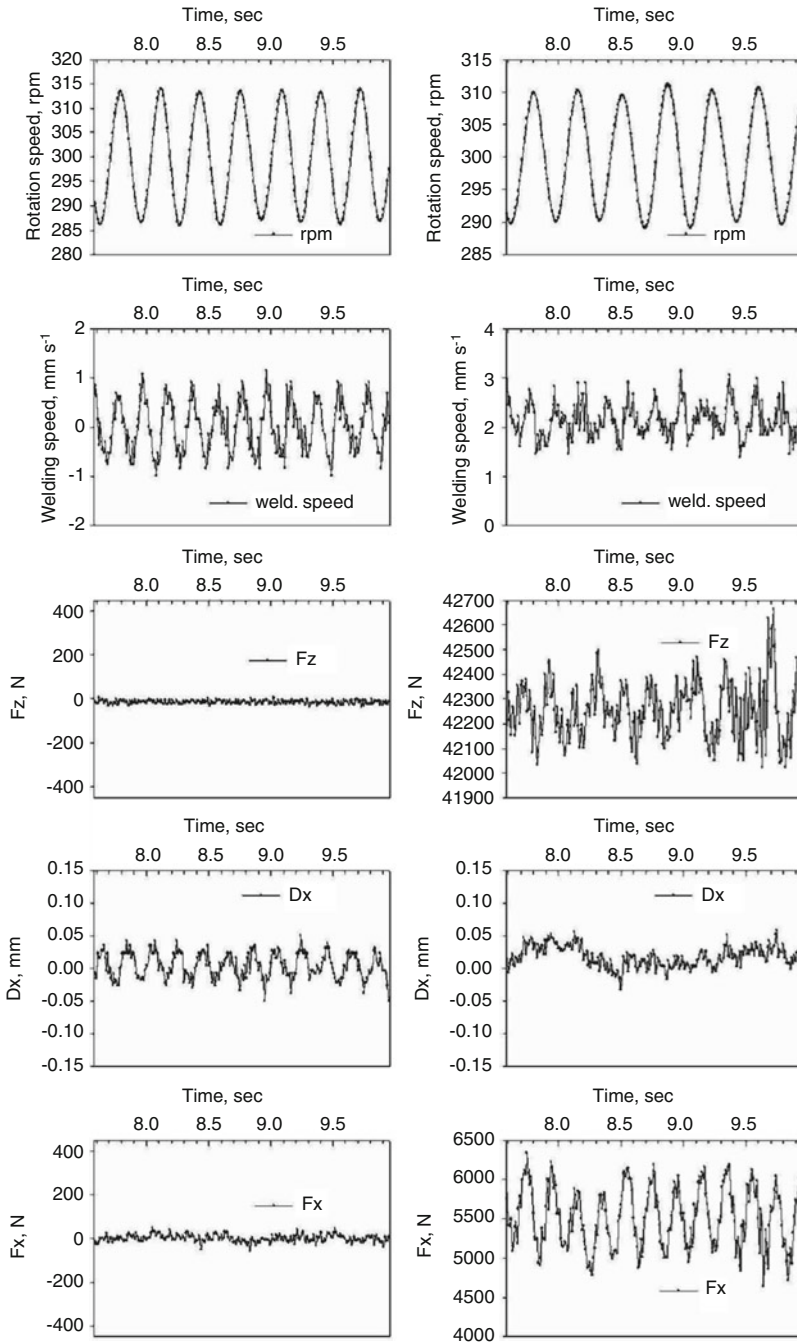 Time, sec
8.0 8.5 9.0 9.5
320
315
310
305
300
295
290
285
280
Rotation speed, rpm
rpm
Time, sec
8.0 8.5 9.0 9.5
315
310
305
300
295
290
285
Rotation speed, rpm
rpm
Time, sec
8.0 8.5 9.0 9.5
2
1
0
-1
-2
Welding speed, mm s-1
weld. speed
Time, sec
8.0 8.5 9.0 9.5
4
3
2
1
0
Welding speed, mm s-1
weld. speed
Time, sec
8.0 8.5 9.0 9.5
400
200
0
-200
-400
Fz, N
Fz
Time, sec
8.0 8.5 9.0 9.5
42700
42600
42500
42400
42300
42200
42100
42000
41900
Fz, N
Fz
Time, sec
8.0 8.5 9.0 9.5
0.15
0.10
0.05
0.00
-0.05
-0.10
-0.15
Dx, mm
Dx
Time, sec
8.0 8.5 9.0 9.5
0.15
0.10
0.05
0.00
-0.05
-0.10
-0.15
Dx, mm
Dx
Time, sec
8.0 8.5 9.0 9.5
400
200
0
-200
-400
Fx, N
Fx
Time, sec
8.0 8.5 9.0 9.5
6500
6000
5500
5000
4500
4000
Fx, N
Fx